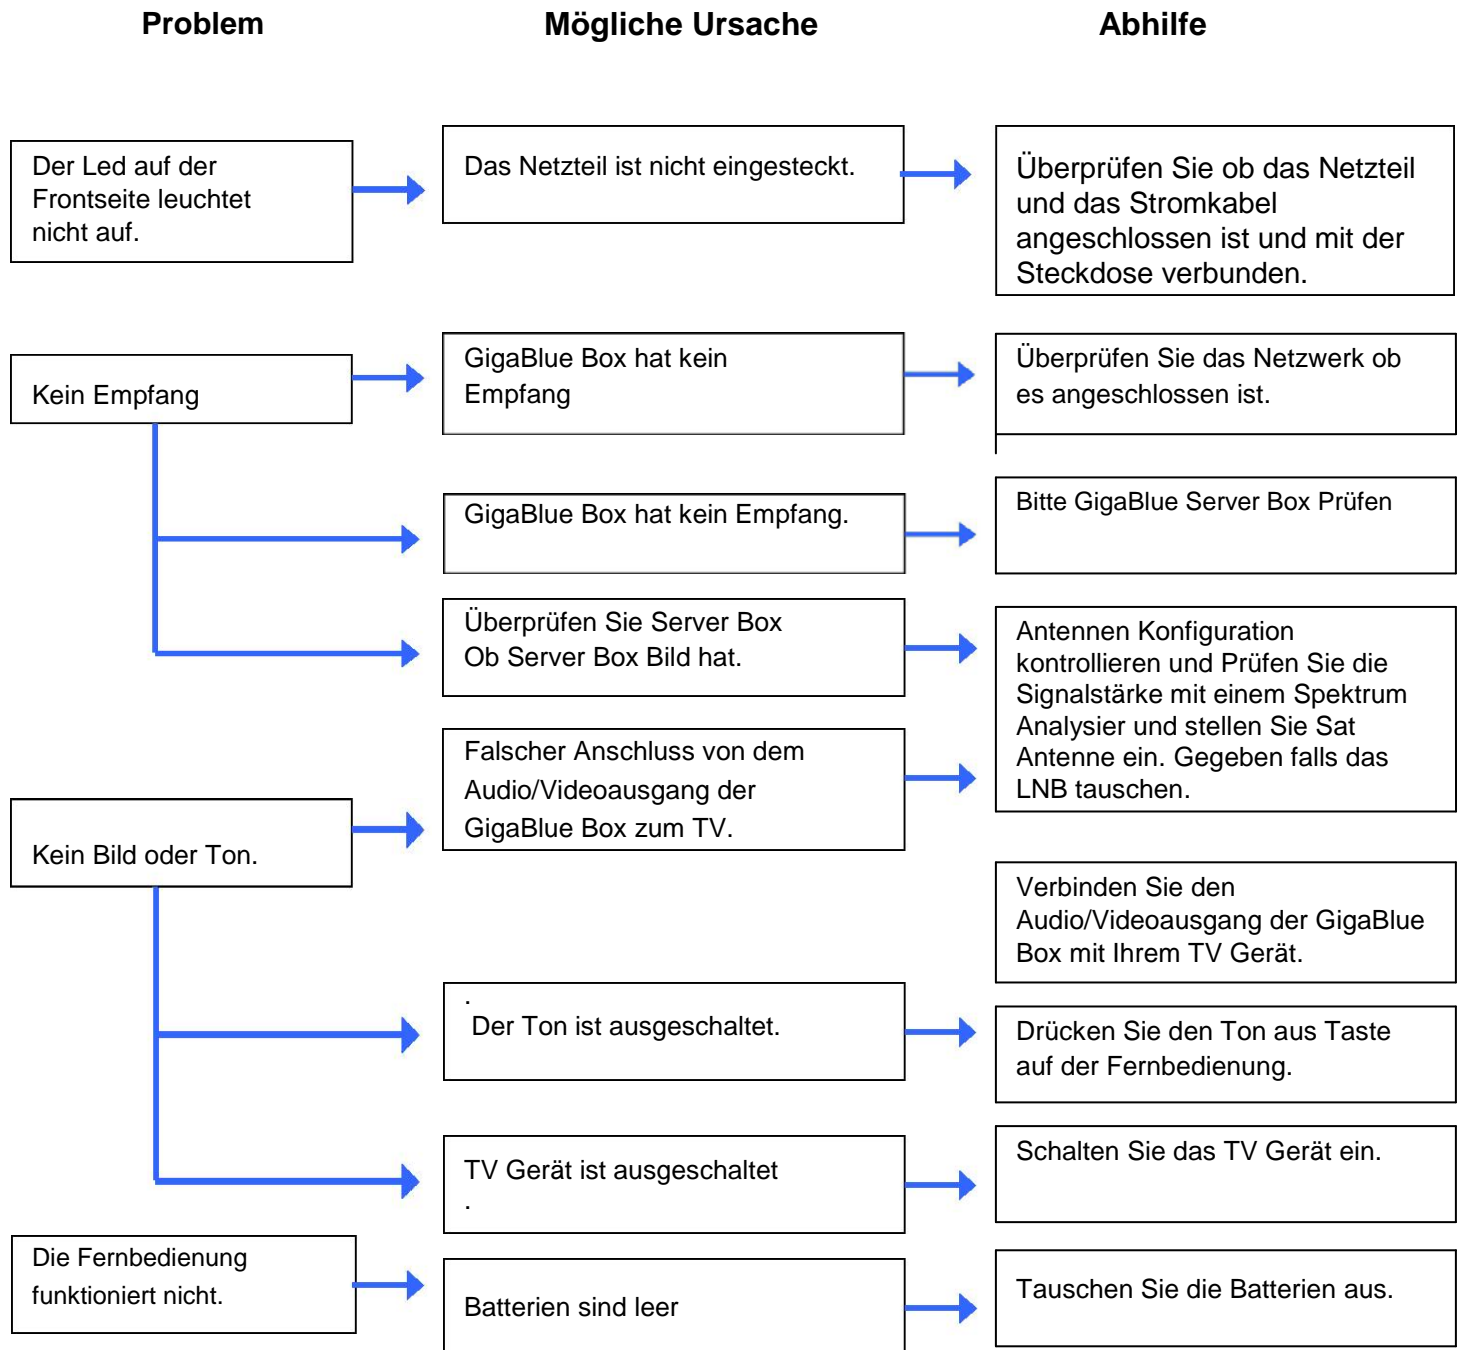 Problem Mögliche Ursache Abhilfe
Der Led auf der
Frontseite leuchtet
nicht auf.
Das Netzteil ist nicht eingesteckt.
Überprüfen Sie ob das Netzteil
und das Stromkabel
angeschlossen ist und mit der
Steckdose verbunden.
Kein Empfang
GigaBlue Box hat kein
Empfang
Überprüfen Sie das Netzwerk ob
es angeschlossen ist.
GigaBlue Box hat kein Empfang.
Bitte GigaBlue Server Box Prüfen
Überprüfen Sie Server Box
Ob Server Box Bild hat.
Antennen Konfiguration
kontrollieren und Prüfen Sie die
Signalstärke mit einem Spektrum
Analysier und stellen Sie Sat
Antenne ein. Gegeben falls das
LNB tauschen.
Kein Bild oder Ton.
Falscher Anschluss von dem
Audio/Videoausgang der
GigaBlue Box zum TV.
Verbinden Sie den
Audio/Videoausgang der GigaBlue
Box mit Ihrem TV Gerät.
.
Der Ton ist ausgeschaltet.
Drücken Sie den Ton aus Taste
auf der Fernbedienung.
TV Gerät ist ausgeschaltet
.
Schalten Sie das TV Gerät ein.
Die Fernbedienung
funktioniert nicht.
Batterien sind leer
Tauschen Sie die Batterien aus.